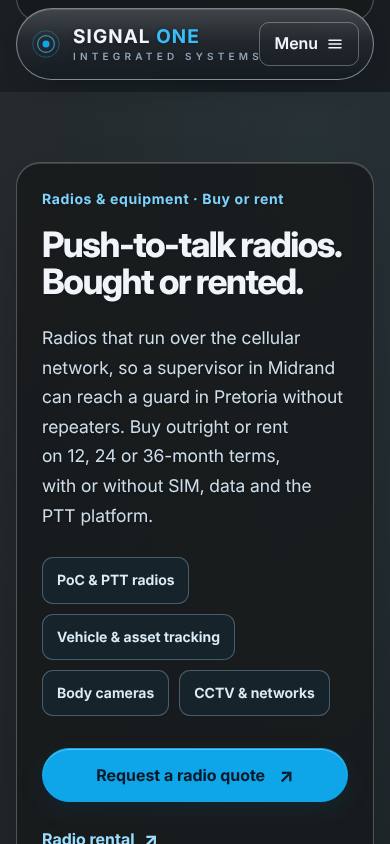 SIGNAL ONE
INTEGRATED SYSTEMS
Menu
Radios & equipment · Buy or rent
Push-to-talk radios.
Bought or rented.
Radios that run over the cellular
network, so a supervisor in Midrand
can reach a guard in Pretoria without
repeaters. Buy outright or rent
on 12, 24 or 36-month terms,
with or without SIM, data and the
PTT platform.
PoC & PTT radios
Vehicle & asset tracking
Body cameras
CCTV & networks
Request a radio quote
Radio rental